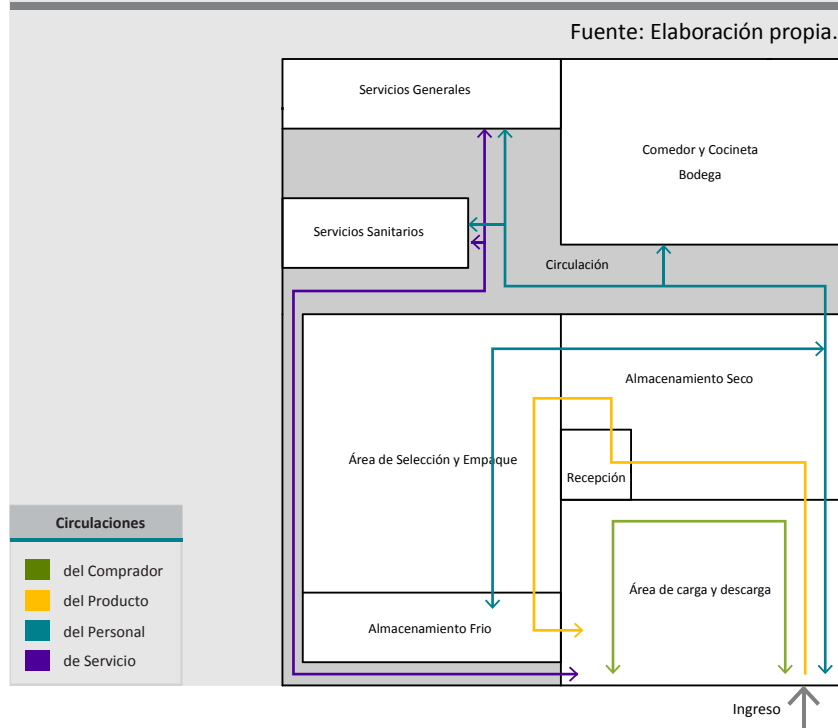 Fuente: Elaboración propia.
Servicios Generales
Comedor y Cocineta
Bodega
Servicios Sanitarios
Circulación
Almacenamiento Seco
Área de Selección y Empaque
Recepción
Circulaciones
del Comprador
del Producto
del Personal
de Servicio
Área de carga y descarga
Almacenamiento Frio
Ingreso